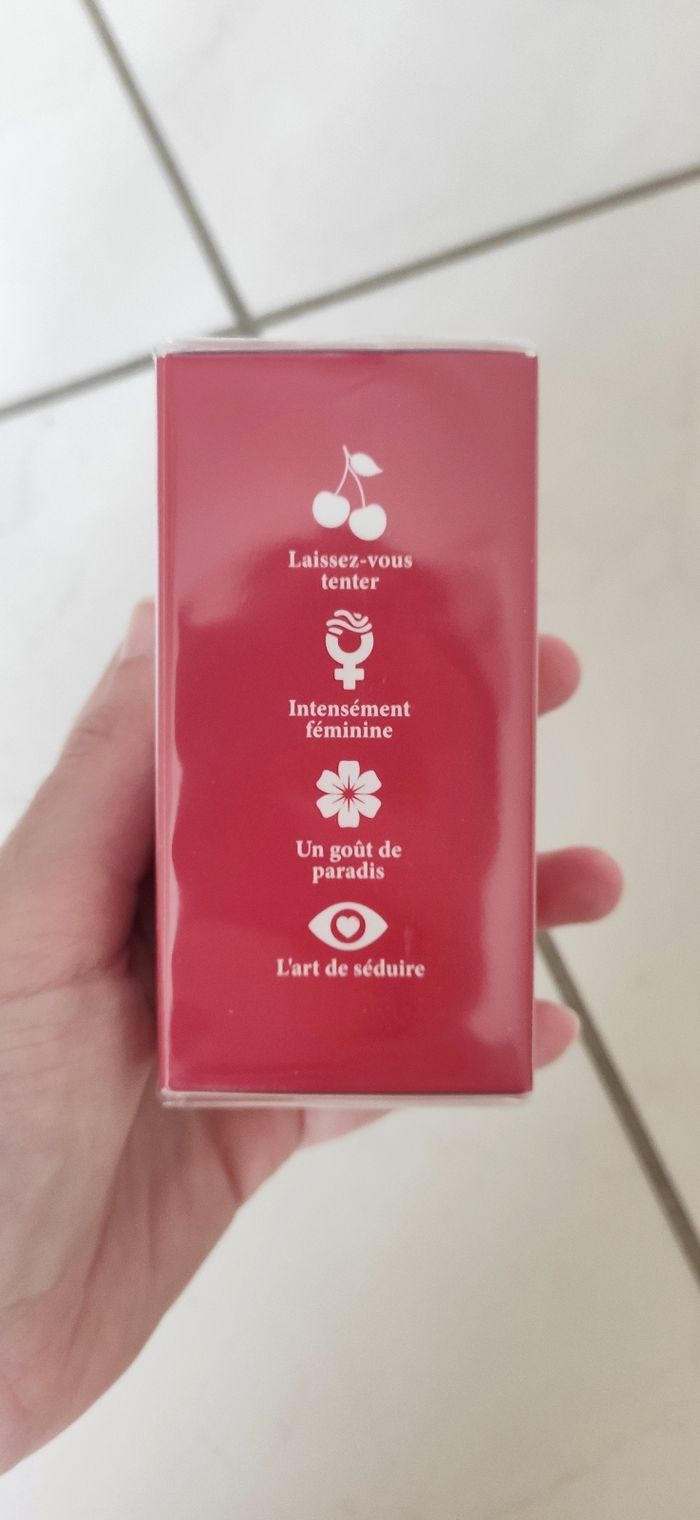 Laissez-vous
tenter
Intensément
féminine
Un goût de
paradis
L'art de séduire